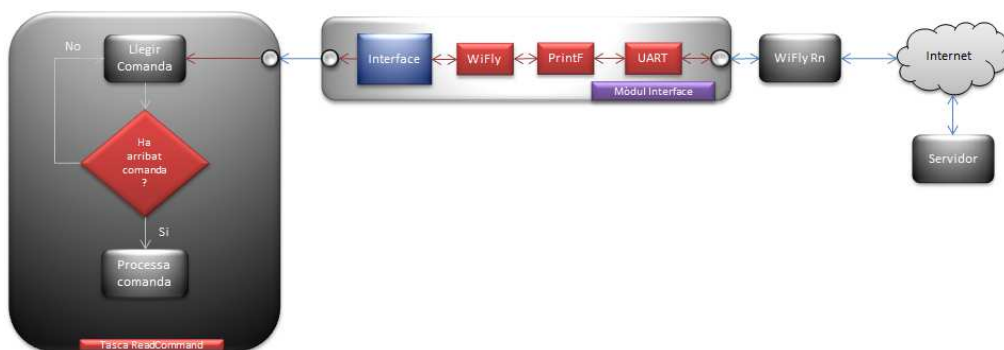 No
Llegir
Comanda
Ha
arribat
comanda
?
Si
Processa
comanda
Tasca ReadCommand
Interface
WiFly
PrintF
UART
Mòdul Interface
WiFly Rn
Internet
Servidor